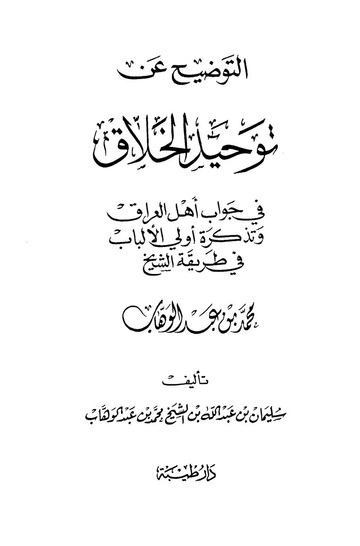 التوضيح عن
توحيد الخلاق
في جواب أهل العراق
وتذكرة أولي الألباب
في طريقة الشيخ
محمد بن عبد الوهاب
تأليف
سليمان بن عبد الله بن الشيخ محمد بن عبد الوهاب
دار طيبة